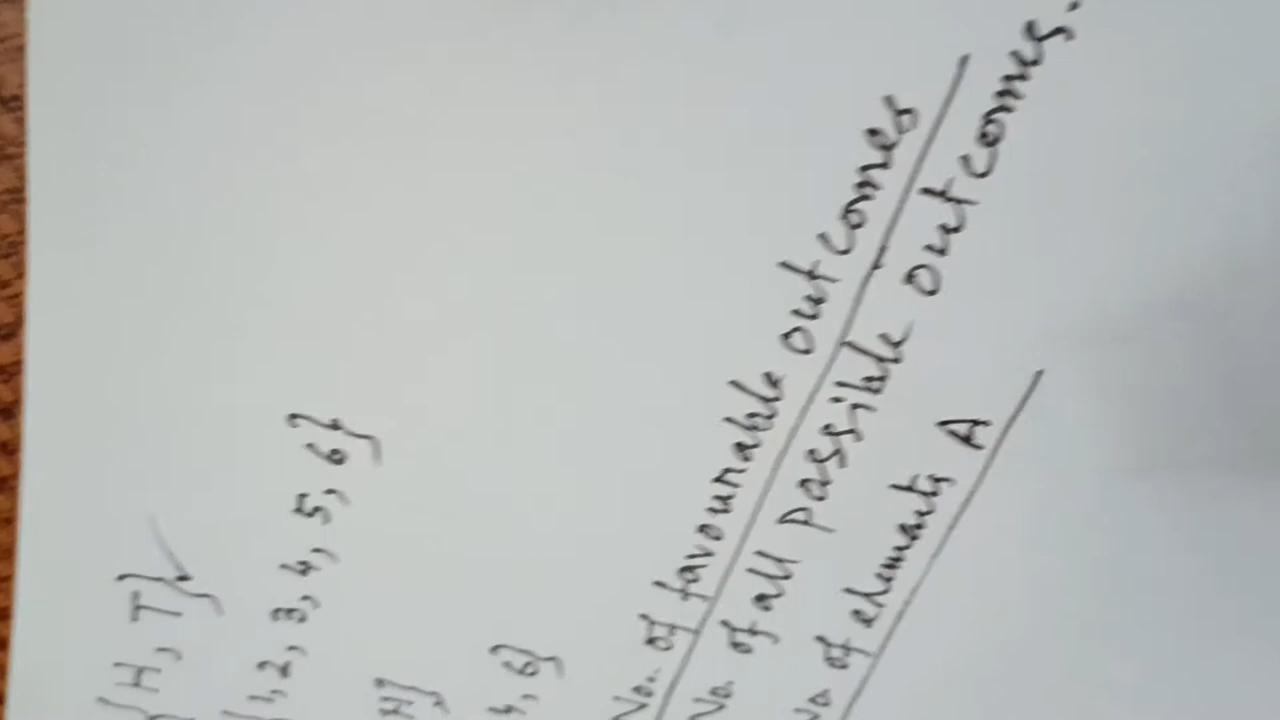 {H, T}
{1, 2, 3, 4, 5, 6}
H}
4, 6}
No. of favourable outcomes
No. of all possible outcomes.
No of elements A